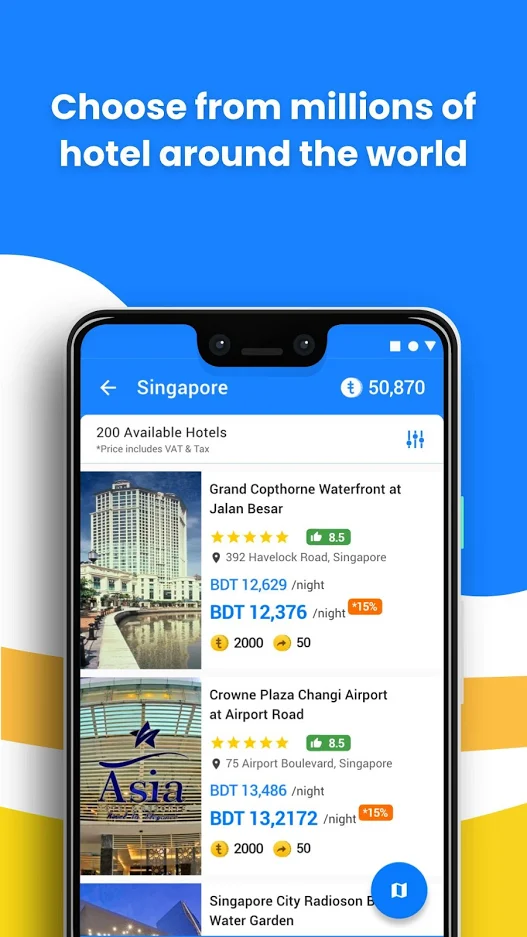 Choose from millions of
hotel around the world
Singapore
50,870
200 Available Hotels
*Price includes VAT & Tax
Grand Copthorne Waterfront at
Jalan Besar
8.5
392 Havelock Road, Singapore
BDT 12,629 /night
BDT 12,376 /night *15%
2000 50
Crowne Plaza Changi Airport
at Airport Road
8.5
75 Airport Boulevard, Singapore
BDT 13,486 /night
BDT 13,2172 /night *15%
2000 50
Asia
Singapore City Radioson B
Water Garden